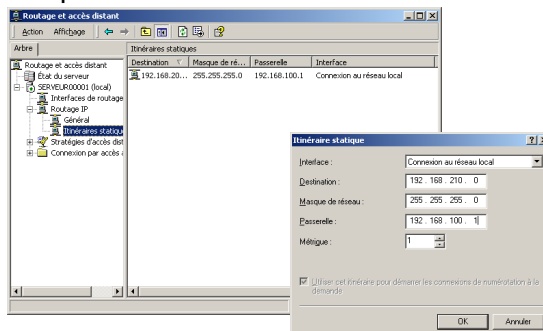 Routage et accès distant
Action Affichage
Arbre
Itinéraires statiques
Routage et accès distant
État du serveur
SERVEUR00001 (local)
Interfaces de routage
Routage IP
Général
Itinéraires statiqu
Stratégies d'accès dist
Connexion par accès
Destination Masque de ré... Passerelle Interface
192.168.20... 255.255.255.0 192.168.100.1 Connexion au réseau local
Itinéraire statique
Interface : Connexion au réseau local
Destination : 192 . 168 . 210 . 0
Masque de réseau : 255 . 255 . 255 . 0
Passerelle : 192 . 168 . 100 . 1
Métrique : 1
Utiliser cet itinéraire pour démarrer les connexions de numérotation à la
demande
OK Annuler